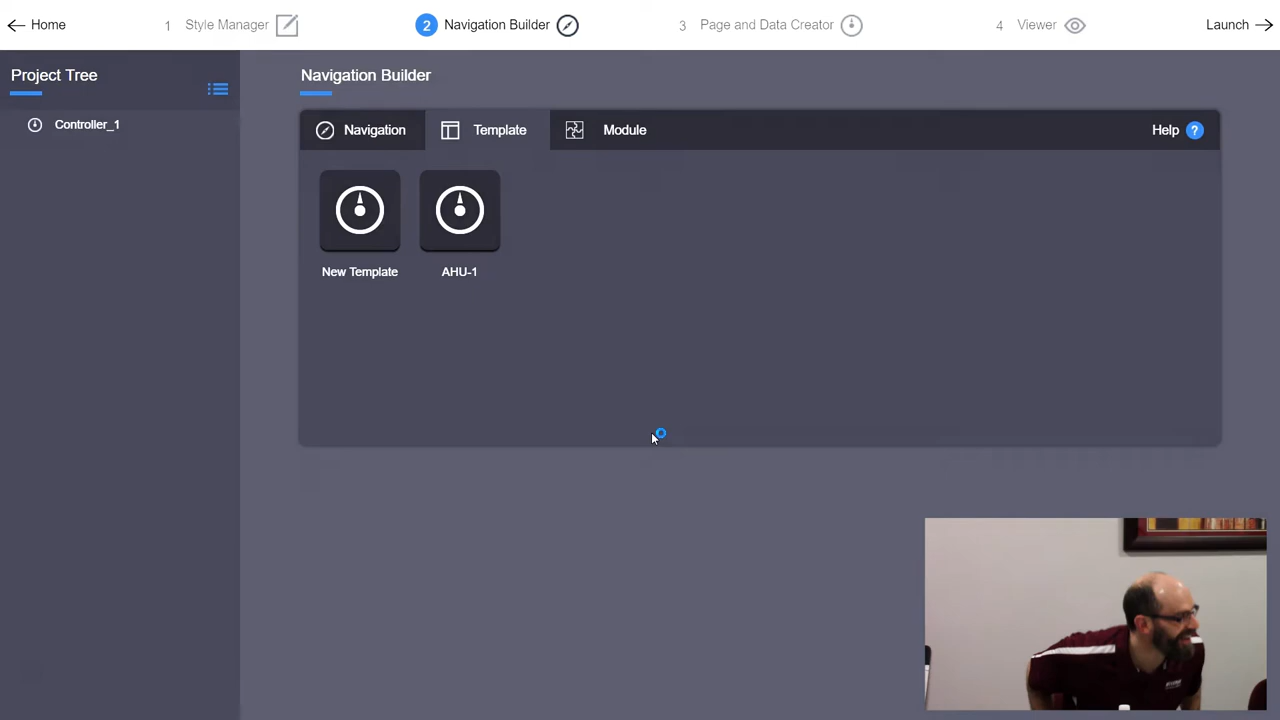 Home
1 Style Manager
2 Navigation Builder
3 Page and Data Creator
4 Viewer
Launch
Project Tree
Controller_1
Navigation Builder
Navigation
Template
Module
Help ?
New Template
AHU-1